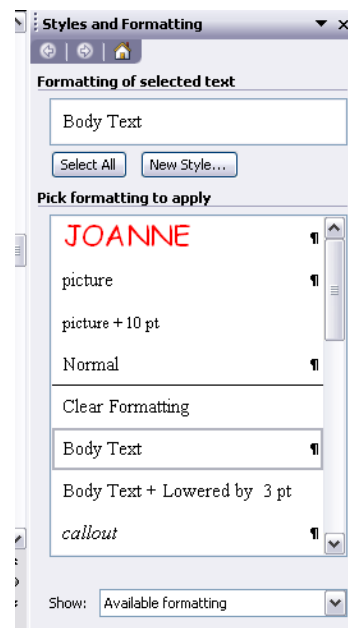 Styles and Formatting
Formatting of selected text
Body Text
Select All New Style...
Pick formatting to apply
JOANNE ¶
picture ¶
picture + 10 pt
Normal ¶
Clear Formatting
Body Text ¶
Body Text + Lowered by 3 pt
callout ¶
Show: Available formatting